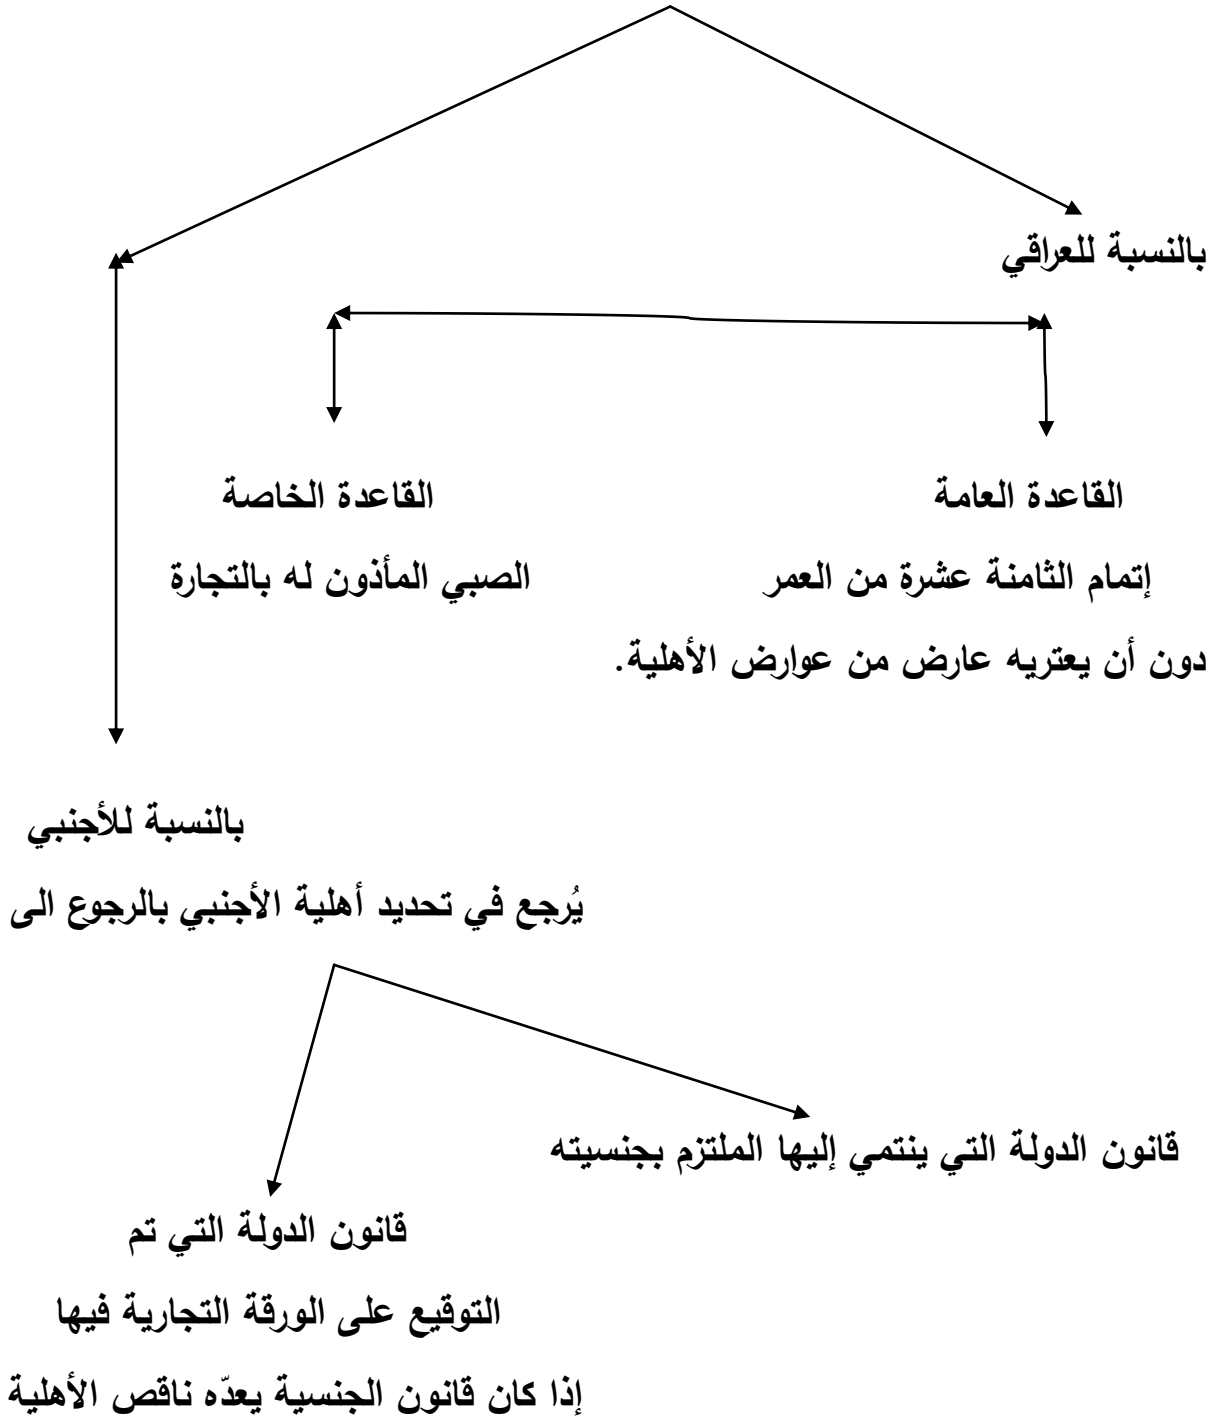 بالنسبة للعراقي
القاعدة العامة
إتمام الثامنة عشرة من العمر
دون أن يعتريه عارض من عوارض الأهلية.
القاعدة الخاصة
الصبي المأذون له بالتجارة
بالنسبة للأجنبي
يُرجع في تحديد أهلية الأجنبي بالرجوع الى
قانون الدولة التي ينتمي إليها الملتزم بجنسيته
قانون الدولة التي تم
التوقيع على الورقة التجارية فيها
إذا كان قانون الجنسية يعدّه ناقص الأهلية